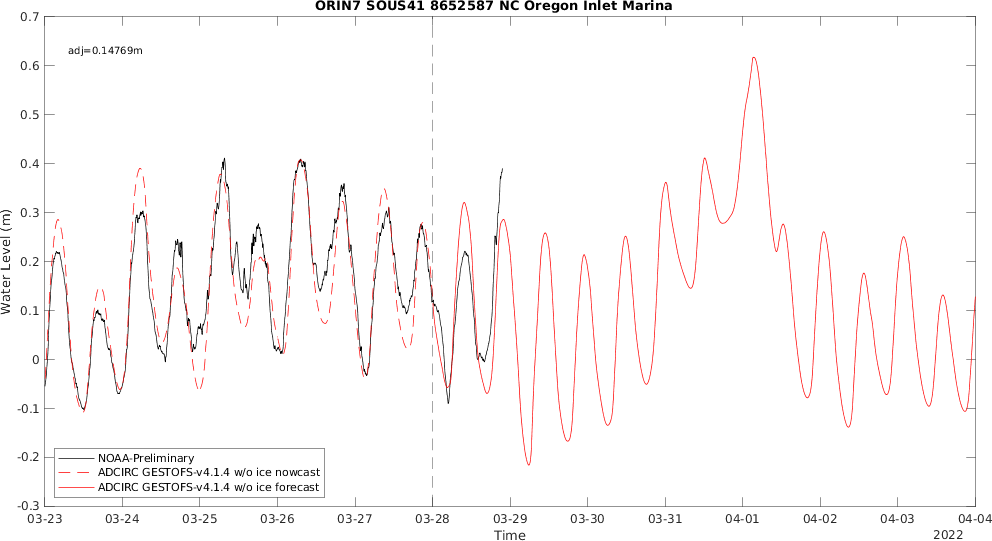 ORIN7 SOUS41 8652587 NC Oregon Inlet Marina
adj=0.14769m
0.7
0.6
0.5
0.4
0.3
0.2
0.1
0
-0.1
-0.2
-0.3
Water Level (m)
NOAA-Preliminary
ADCIRC GESTOFS-v4.1.4 w/o ice nowcast
ADCIRC GESTOFS-v4.1.4 w/o ice forecast
03-23 03-24 03-25 03-26 03-27 03-28 03-29 03-30 03-31 04-01 04-02 04-03 04-04
Time
2022